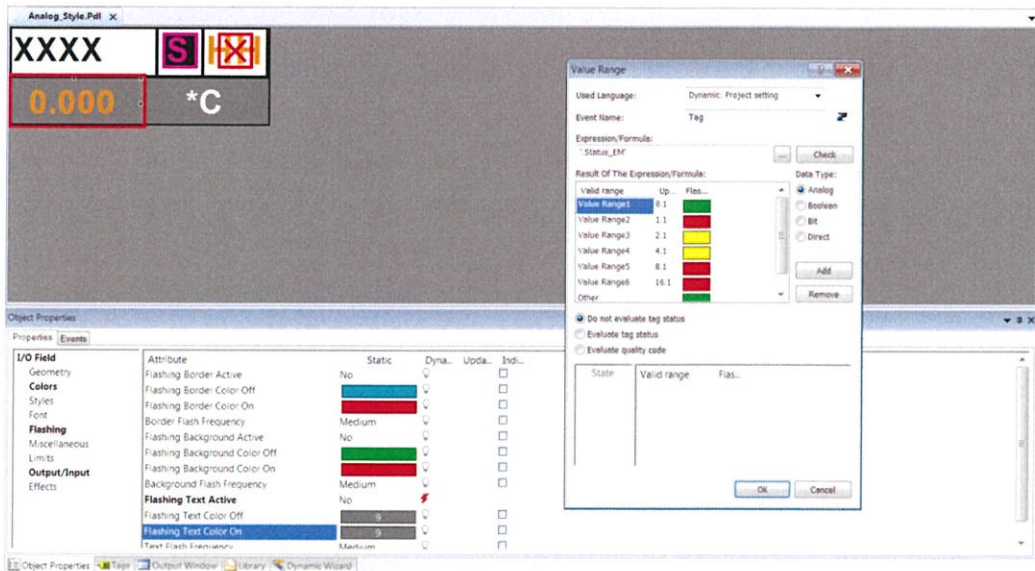 Analog_Style.Pdl X
XXXX S
0.000 *C
Value Range
Used Language: Dynamic: Project setting
Event Name: Tag
Expression/Formula:
'.Status_EM' ... Check
Result Of The Expression/Formula: Data Type:
Valid range Up... Flas... Analog
Value Range1 0.1 Boolean
Value Range2 1.1 Bit
Value Range3 2.1 Direct
Value Range4 4.1
Value Range5 8.1 Add
Value Range6 16.1
Other Remove
Do not evaluate tag status
Evaluate tag status
Evaluate quality code
State Valid range Flas...
OK Cancel
Object Properties
Properties Events
I/O Field Attribute Static Dyna... Upda... Indi...
Geometry Flashing Border Active No
Colors Flashing Border Color Off
Styles Flashing Border Color On
Font Border Flash Frequency Medium
Flashing Flashing Background Active No
Miscellaneous Flashing Background Color Off
Limits Flashing Background Color On
Output/Input Background Flash Frequency Medium
Effects Flashing Text Active No
Flashing Text Color Off 9
Flashing Text Color On 9
Text Flash Frequency Medium
Object Properties Tags Output Window Library Dynamic Wizard